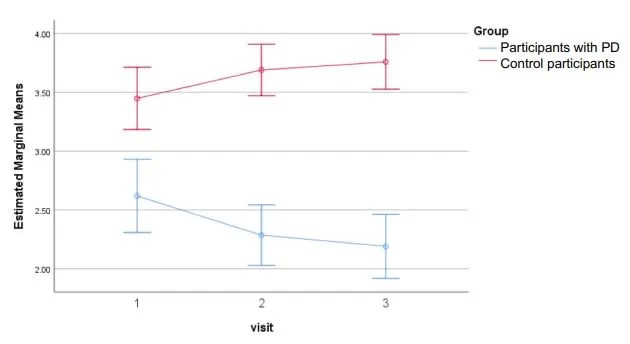 Group
Participants with PD
Control participants
Estimated Marginal Means
4.00
3.50
3.00
2.50
2.00
1 2 3
visit